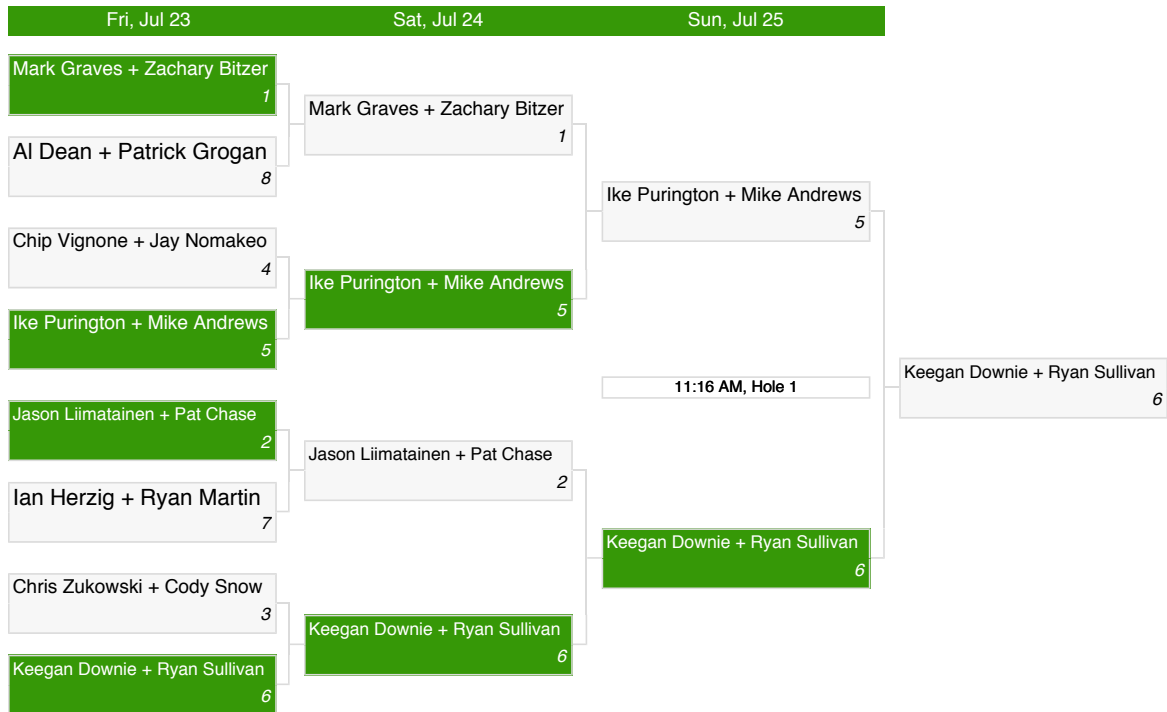 Fri, Jul 23
Sat, Jul 24
Sun, Jul 25
Mark Graves + Zachary Bitzer
1
Al Dean + Patrick Grogan
8
Chip Vignone + Jay Nomakeo
4
Ike Purington + Mike Andrews
5
Jason Liimatainen + Pat Chase
2
Ian Herzig + Ryan Martin
7
Chris Zukowski + Cody Snow
3
Keegan Downie + Ryan Sullivan
6
Mark Graves + Zachary Bitzer
1
Ike Purington + Mike Andrews
5
Jason Liimatainen + Pat Chase
2
Keegan Downie + Ryan Sullivan
6
Ike Purington + Mike Andrews
5
11:16 AM, Hole 1
Keegan Downie + Ryan Sullivan
6
Keegan Downie + Ryan Sullivan
6